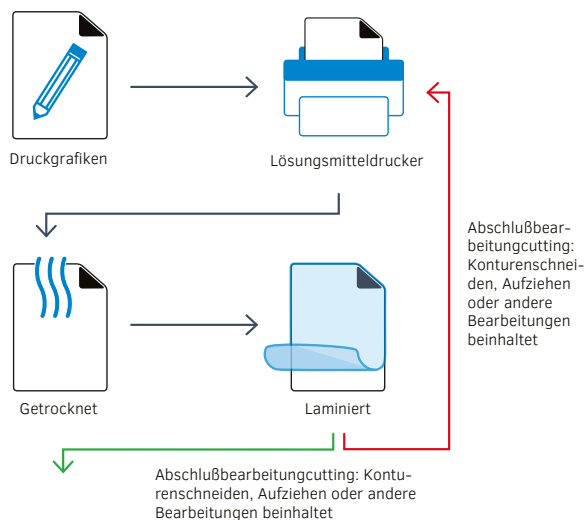 Druckgrafiken
Lösungsmitteldrucker
Abschlußbear-
beitungcutting:
Konturenschnei-
den, Aufziehen
oder andere
Bearbeitungen
beinhaltet
Getrocknet
Laminiert
Abschlußbearbeitungcutting: Kontu-
renschneiden, Aufziehen oder andere
Bearbeitungen beinhaltet